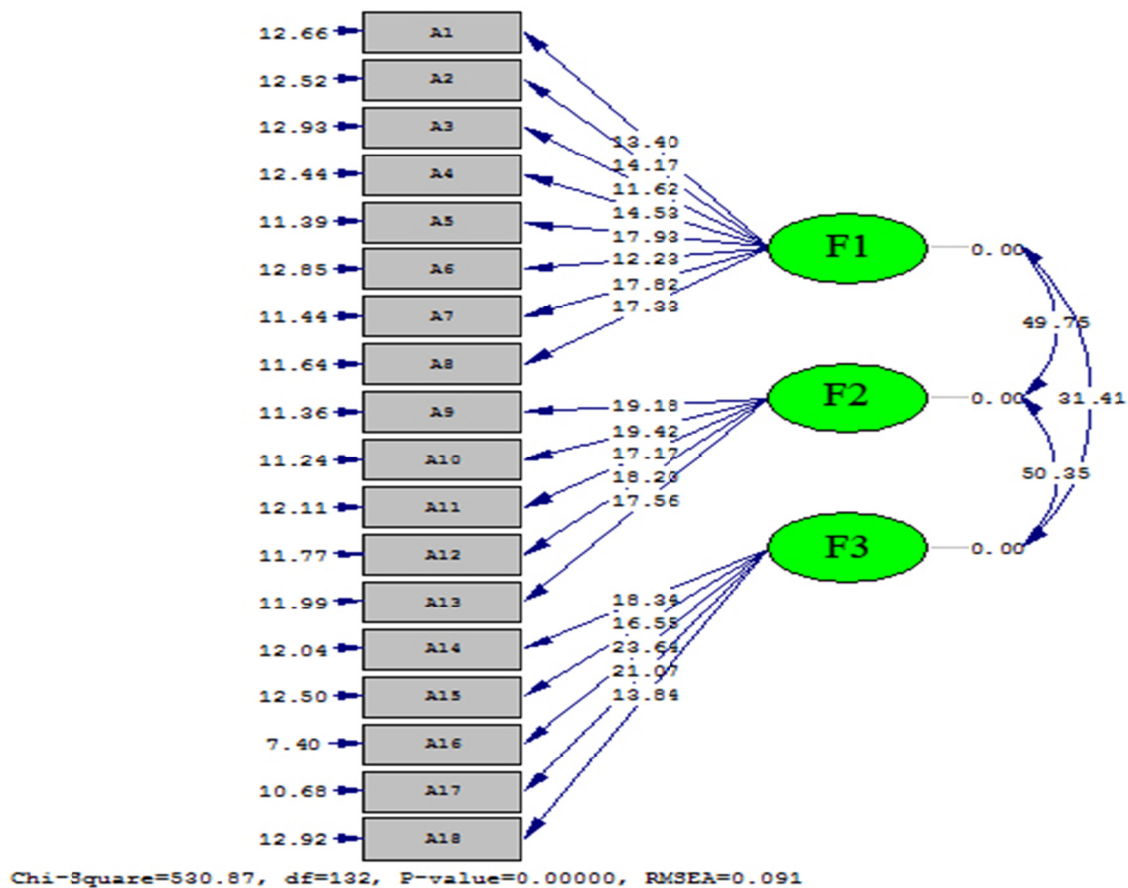 12.66 A1
12.52 A2
12.93 A3
12.44 A4
11.39 A5
12.85 A6
11.44 A7
11.64 A8
11.36 A9
11.24 A10
12.11 A11
11.77 A12
11.99 A13
12.04 A14
12.50 A15
7.40 A16
10.68 A17
12.92 A18
13.40
14.17
11.62
14.53
17.93
12.23
17.82
17.33
19.18
19.42
17.17
18.20
17.56
18.34
16.55
23.64
21.07
13.84
F1 0.00
F2 0.00
F3 0.00
49.75
31.41
50.35
Chi-Square=530.87, df=132, P-value=0.00000, RMSEA=0.091